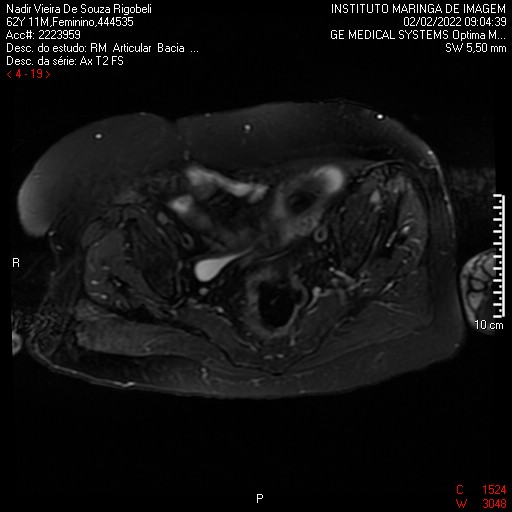 Nadir Vieira De Souza Rigobeli
62Y 11M,Feminino,444535
Acc#: 2223959
Desc. do estudo: RM Articular Bacia ...
Desc. da série: Ax T2 FS
< 4 - 19 >
INSTITUTO MARINGA DE IMAGEM
02/02/2022 09:04:39
GE MEDICAL SYSTEMS Optima M...
SW 5,50 mm
R
10 cm
P
C 1524
W 3048